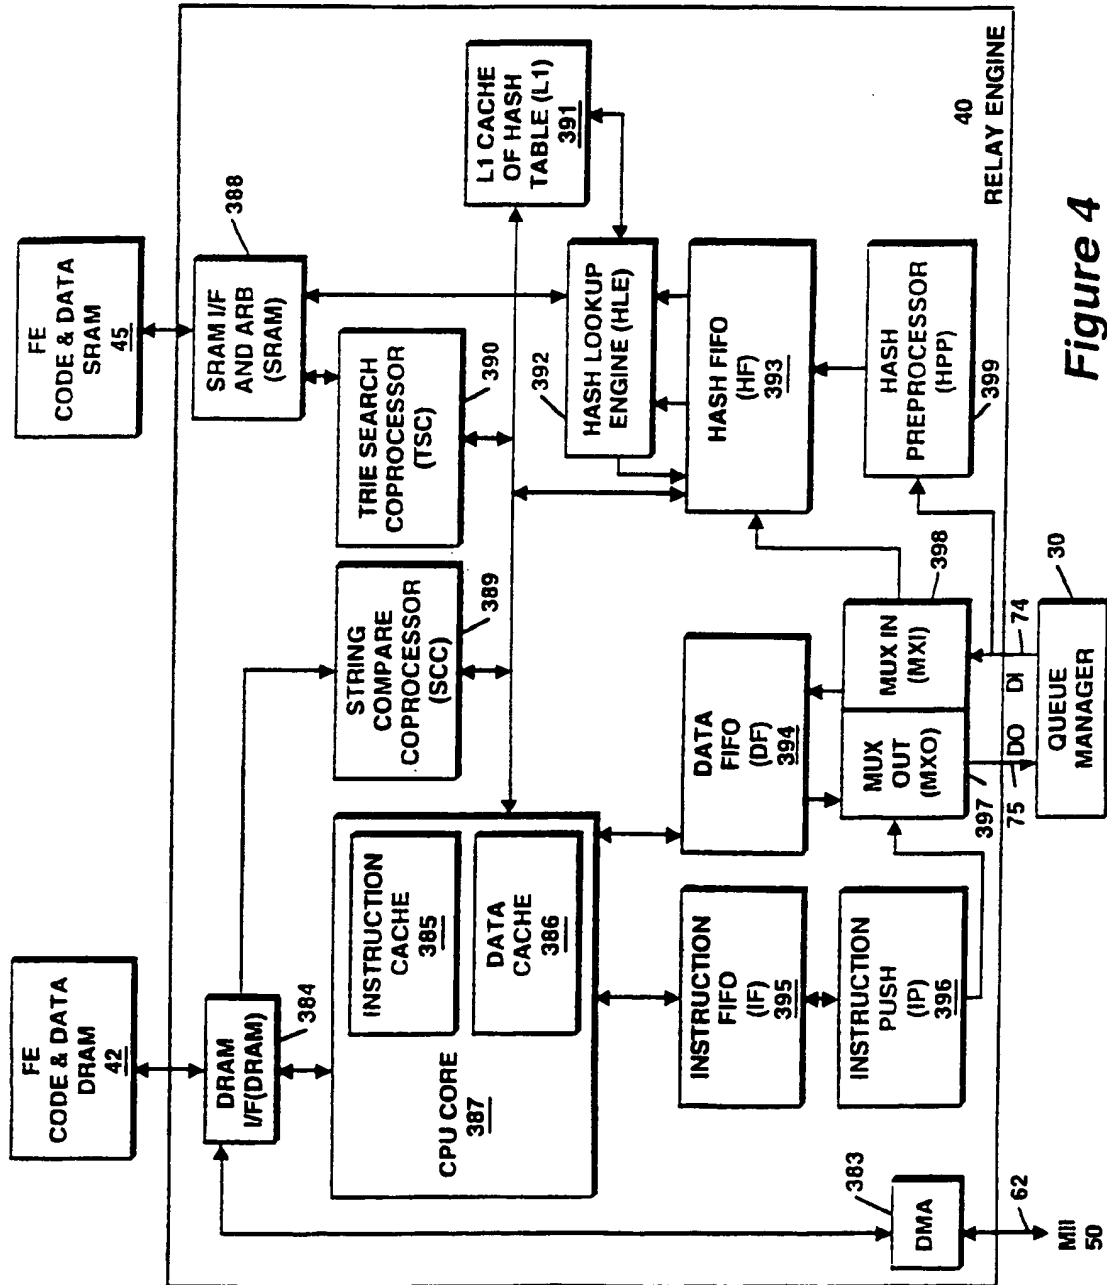 FE
CODE & DATA
DRAM
42
FE
CODE & DATA
SRAM
45
DRAM
I/F(DRAM)
384
SRAM I/F
AND ARB
(SRAM)
388
CPU CORE
387
INSTRUCTION
CACHE
385
DATA
CACHE
386
STRING
COMPARE
COPROCESSOR
(SCC)
389
TRIE SEARCH
COPROCESSOR
(TSC)
390
L1 CACHE
OF HASH
TABLE (L1)
391
392
HASH LOOKUP
ENGINE (HLE)
INSTRUCTION
FIFO
(IF)
395
DATA
FIFO
(DF)
394
HASH FIFO
(HF)
393
383
DMA
INSTRUCTION
PUSH
(IP)
396
MUX
OUT
(MXO)
397
MUX IN
(MXI)
398
HASH
PREPROCESSOR
(HPP)
399
40
RELAY ENGINE
62
MII
50
75
DO
DI
74
QUEUE
MANAGER
30
Figure 4